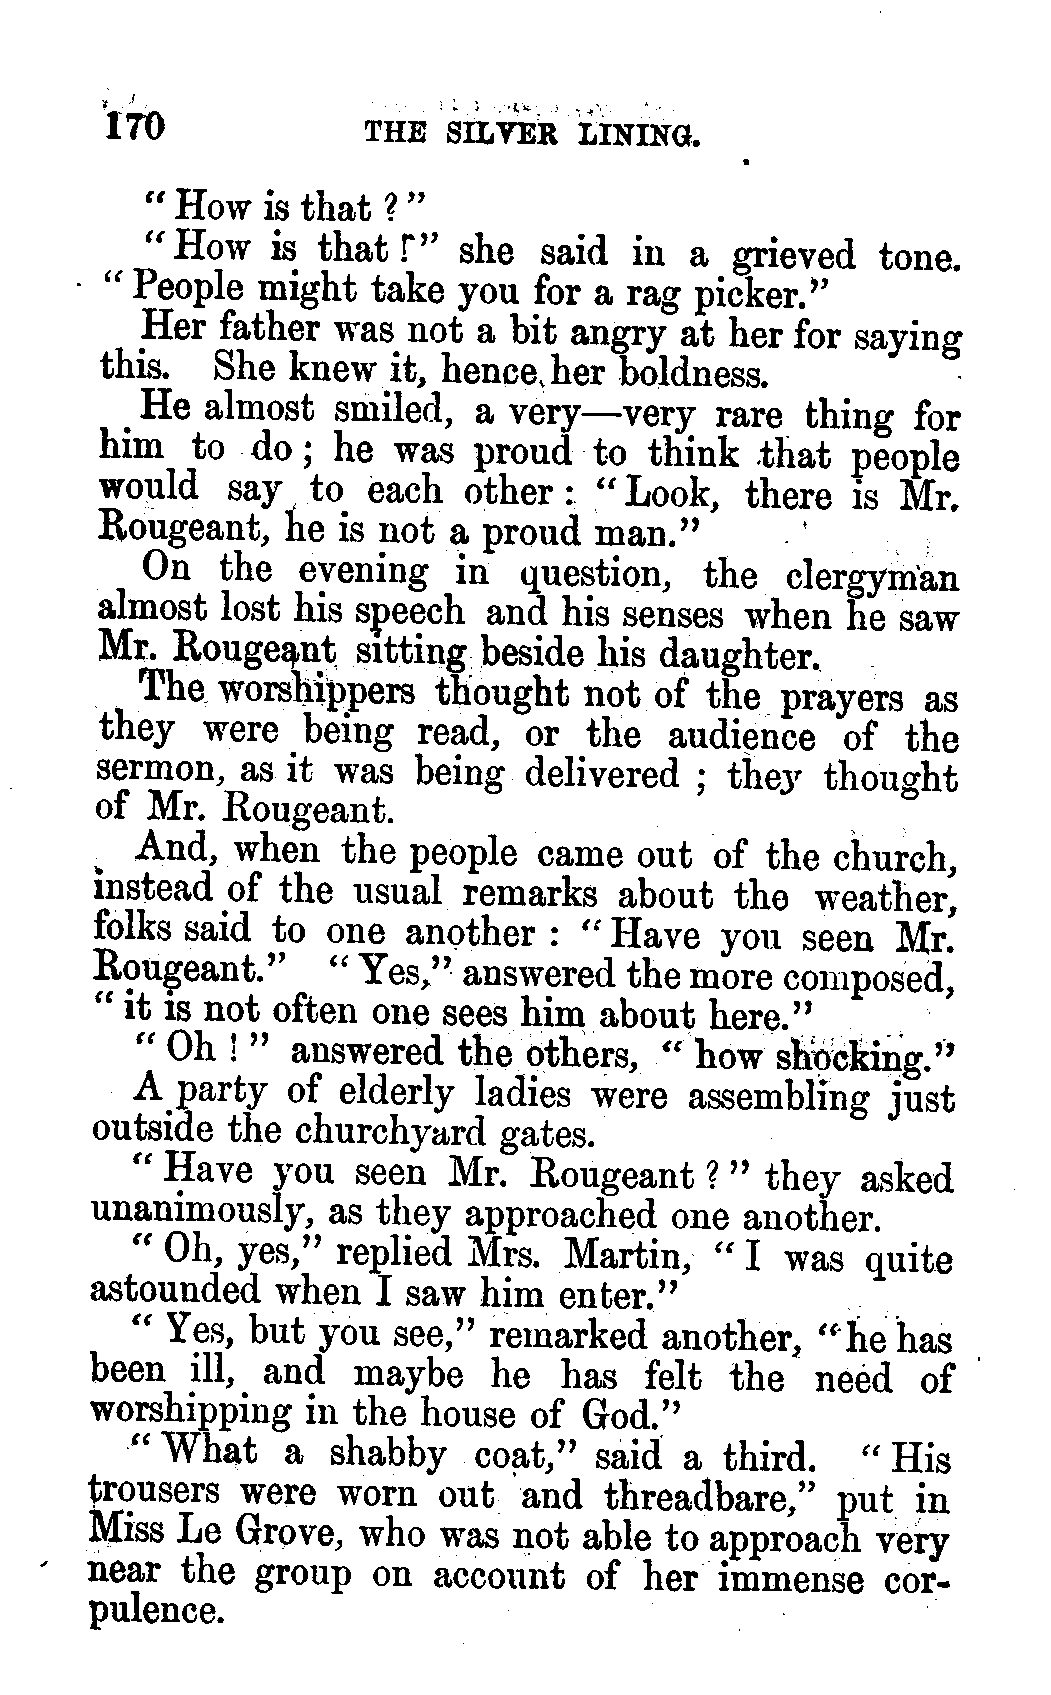 170 THE SILVER LINING.
" How is that ? "
" How is that ?" she said in a grieved tone.
" People might take you for a rag picker."
Her father was not a bit angry at her for saying
this. She knew it, hence her boldness.
He almost smiled, a very—very rare thing for
him to do ; he was proud to think that people
would say to each other : " Look, there is Mr.
Rougeant, he is not a proud man."
On the evening in question, the clergyman
almost lost his speech and his senses when he saw
Mr. Rougeant sitting beside his daughter.
The worshippers thought not of the prayers as
they were being read, or the audience of the
sermon, as it was being delivered ; they thought
of Mr. Rougeant.
And, when the people came out of the church,
instead of the usual remarks about the weather,
folks said to one another : " Have you seen Mr.
Rougeant." " Yes," answered the more composed,
" it is not often one sees him about here."
" Oh ! " answered the others, " how shocking."
A party of elderly ladies were assembling just
outside the churchyard gates.
" Have you seen Mr. Rougeant ? " they asked
unanimously, as they approached one another.
" Oh, yes," replied Mrs. Martin, " I was quite
astounded when I saw him enter."
" Yes, but you see," remarked another, " he has
been ill, and maybe he has felt the need of
worshipping in the house of God."
" What a shabby coat," said a third. " His
trousers were worn out and threadbare," put in
Miss Le Grove, who was not able to approach very
near the group on account of her immense cor-
pulence.